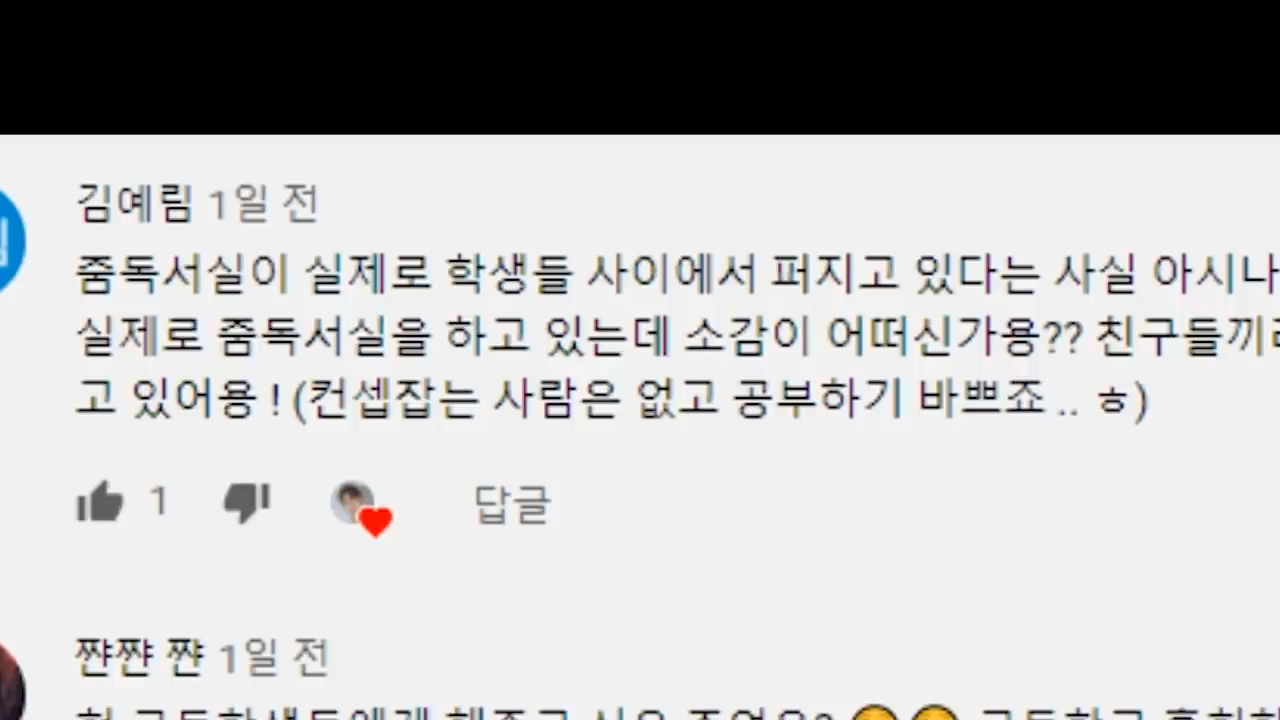 김예림 1일 전
줌독서실이 실제로 학생들 사이에서 퍼지고 있다는 사실 아시나
실제로 줌독서실을 하고 있는데 소감이 어떠신가용?? 친구들끼리
고 있어용 ! (컨셉잡는 사람은 없고 공부하기 바쁘죠 .. ㅎ)
1
답글
쨘쨘 쨘 1일 전